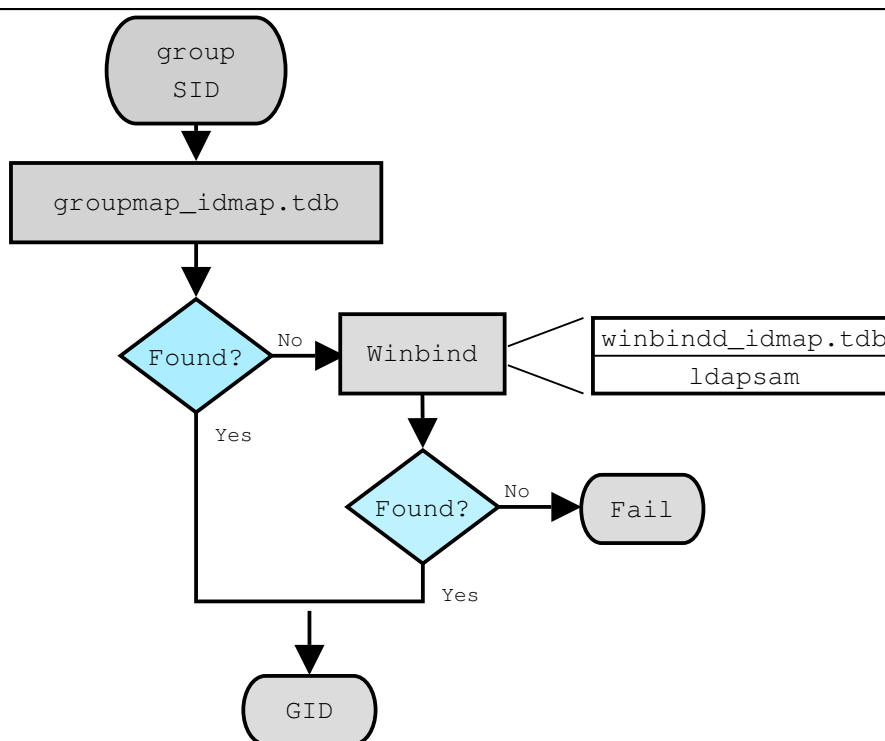 group
SID
groupmap_idmap.tdb
Found?
No
Winbind
winbindd_idmap.tdb
ldapsam
Yes
Found?
No
Fail
Yes
GID